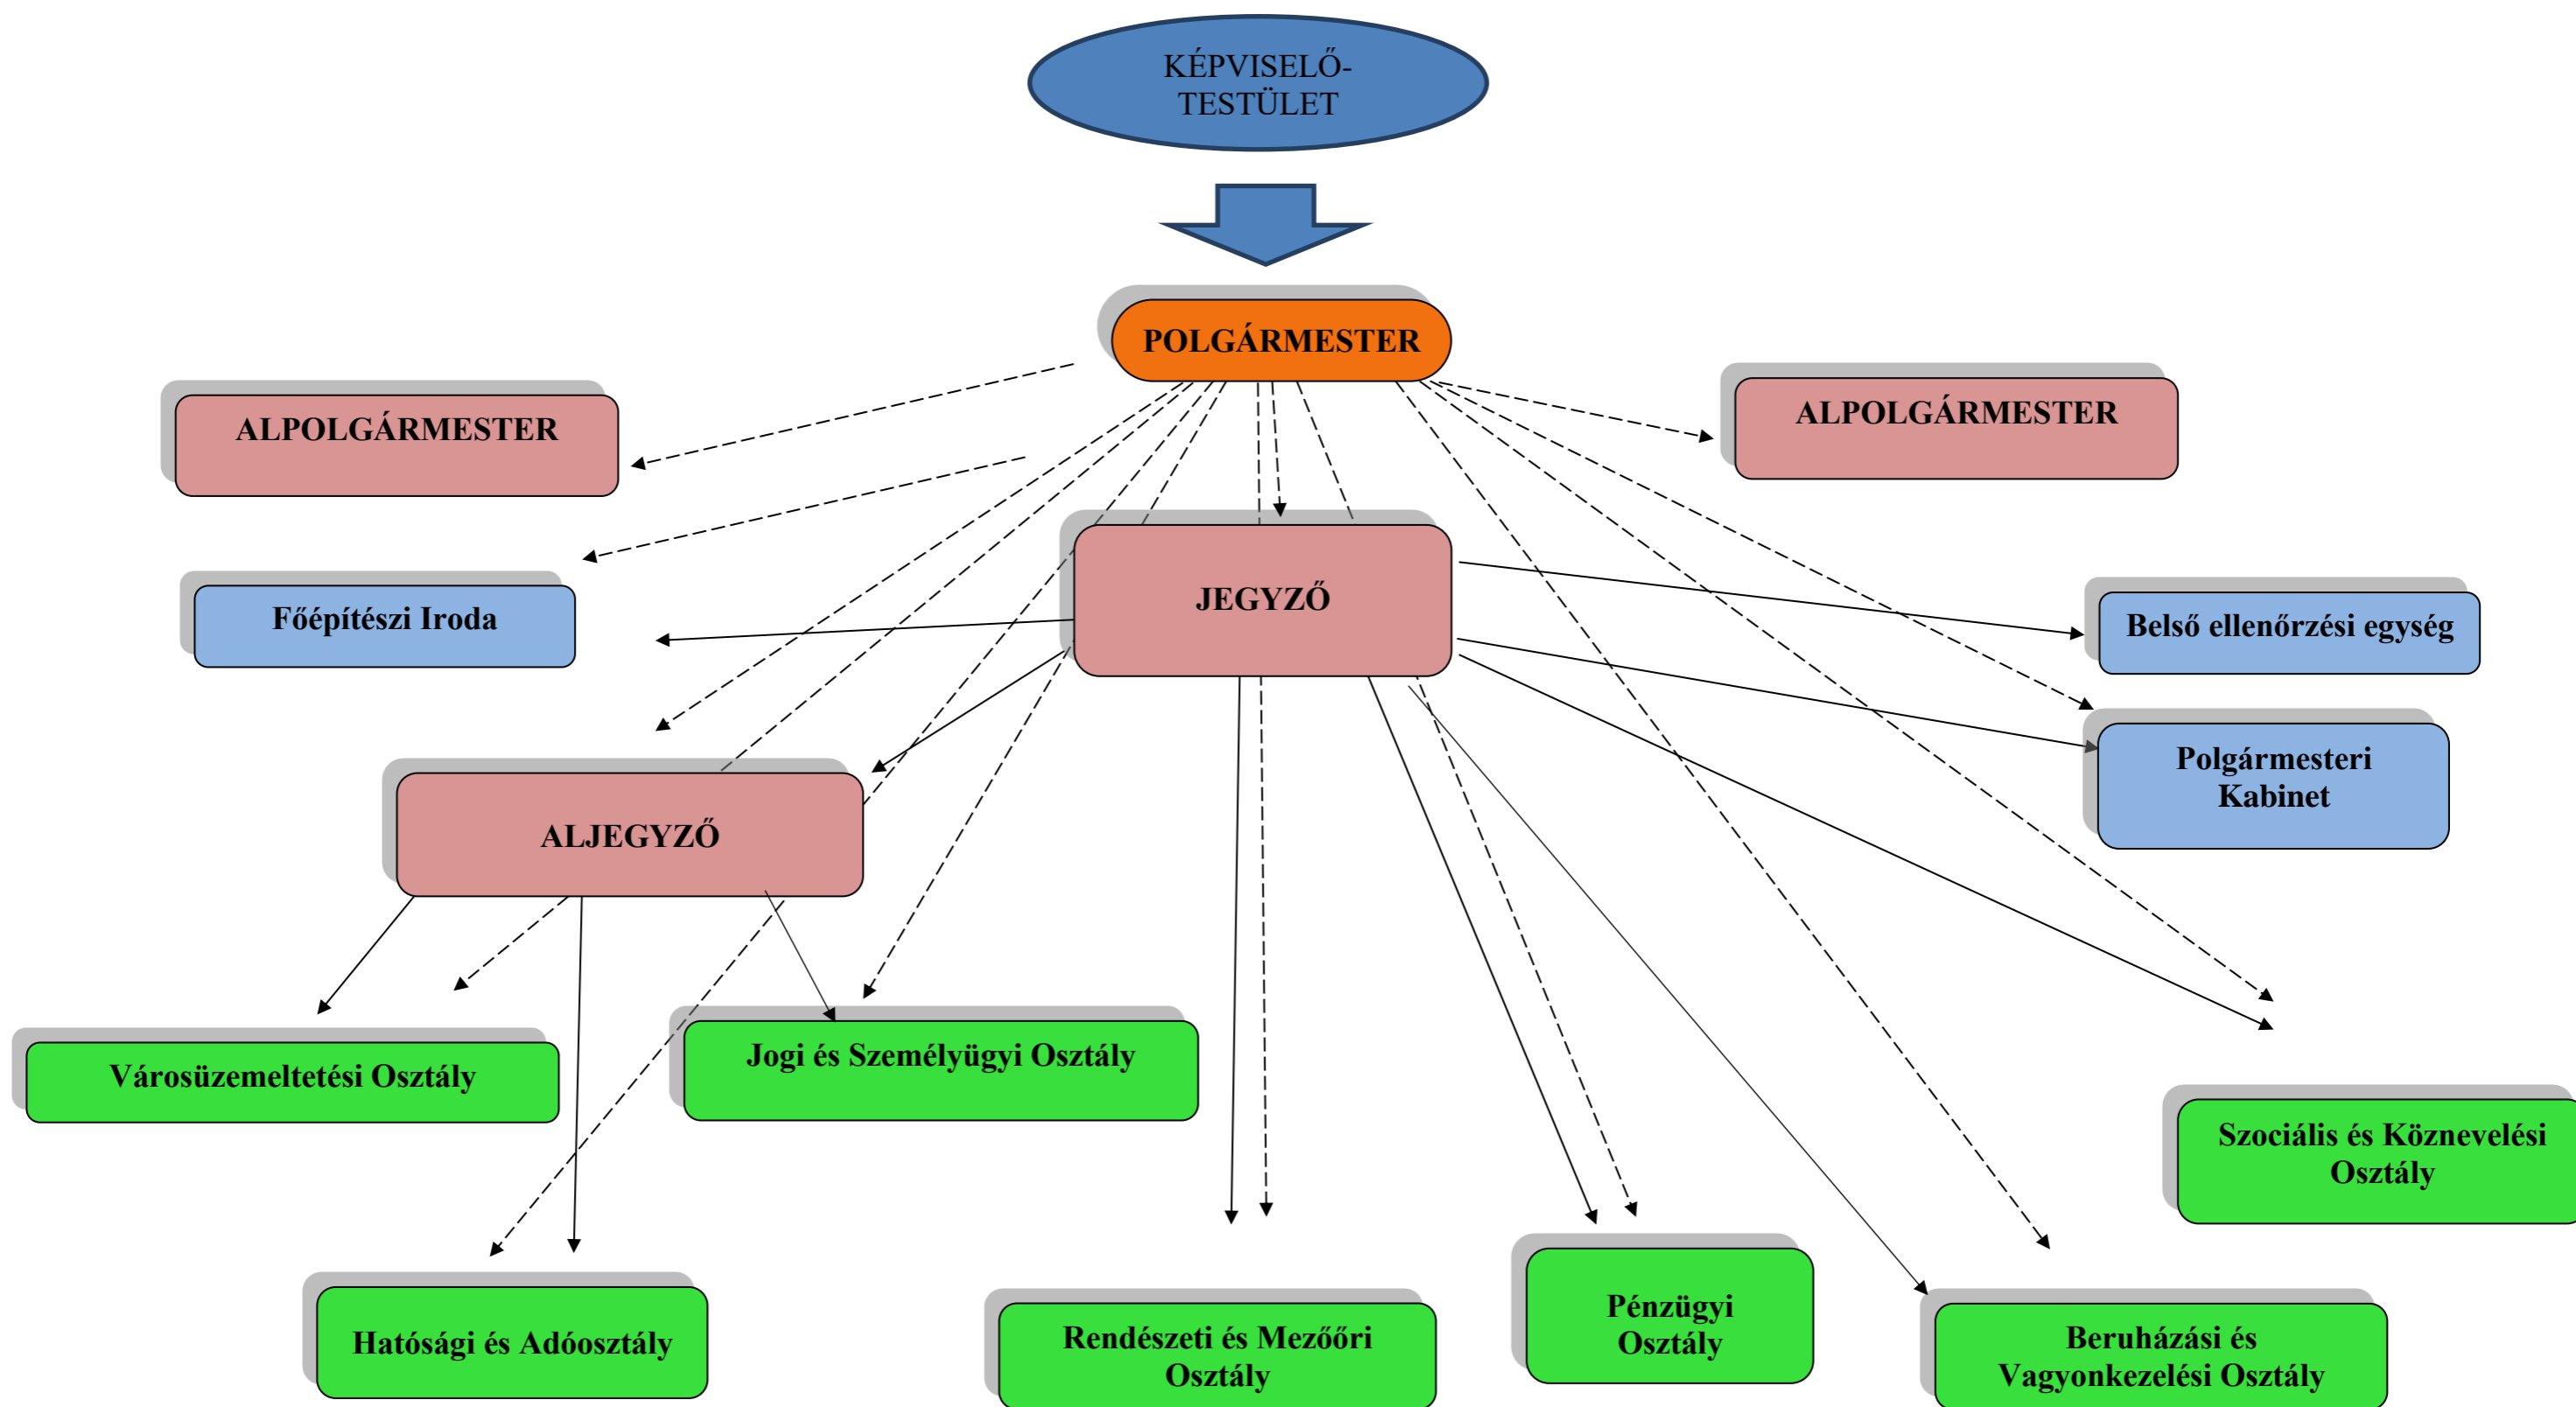 KÉPVISELŐ-
TESTÜLET
POLGÁRMESTER
ALPOLGÁRMESTER
ALPOLGÁRMESTER
JEGYZŐ
Főépítészi Iroda
Belső ellenőrzési egység
Polgármesteri
Kabinet
ALJEGYZŐ
Városüzemeltetési Osztály
Jogi és Személyügyi Osztály
Szociális és Köznevelési
Osztály
Hatósági és Adóosztály
Rendészeti és Mezőőri
Osztály
Pénzügyi
Osztály
Beruházási és
Vagyonkezelési Osztály